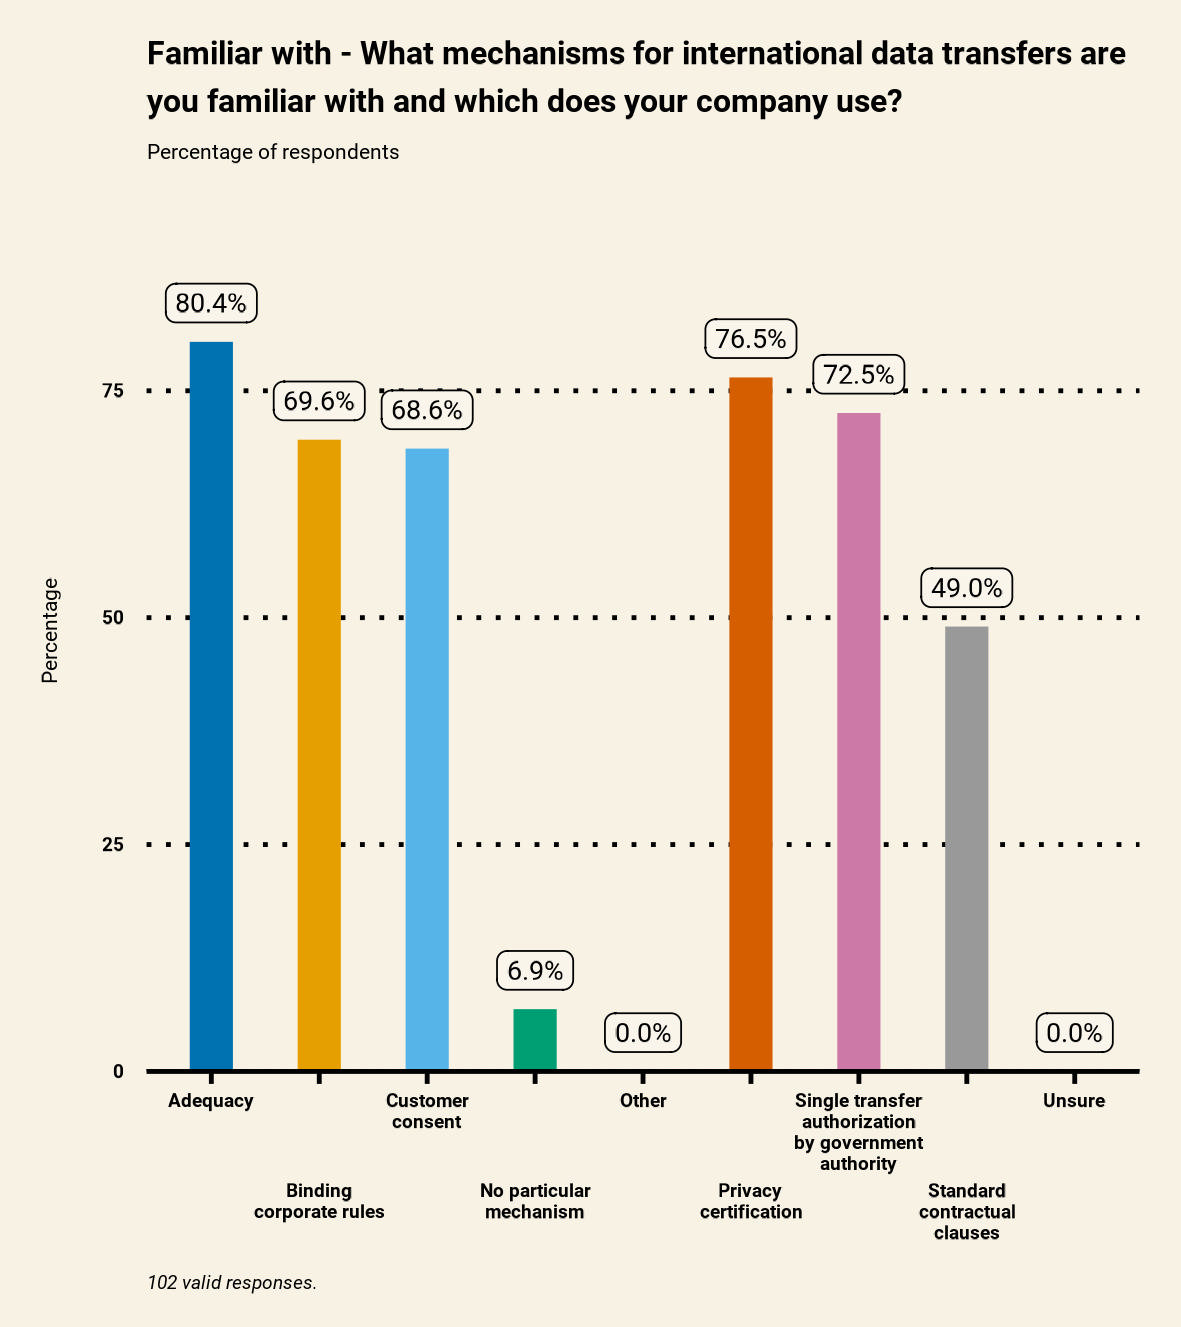 Familiar with - What mechanisms for international data transfers are
you familiar with and which does your company use?
Percentage of respondents
80.4%
69.6%
68.6%
6.9%
0.0%
76.5%
72.5%
49.0%
0.0%
75
50
25
0
Percentage
Adequacy
Binding
corporate rules
Customer
consent
No particular
mechanism
Other
Privacy
certification
Single transfer
authorization
by government
authority
Standard
contractual
clauses
Unsure
102 valid responses.